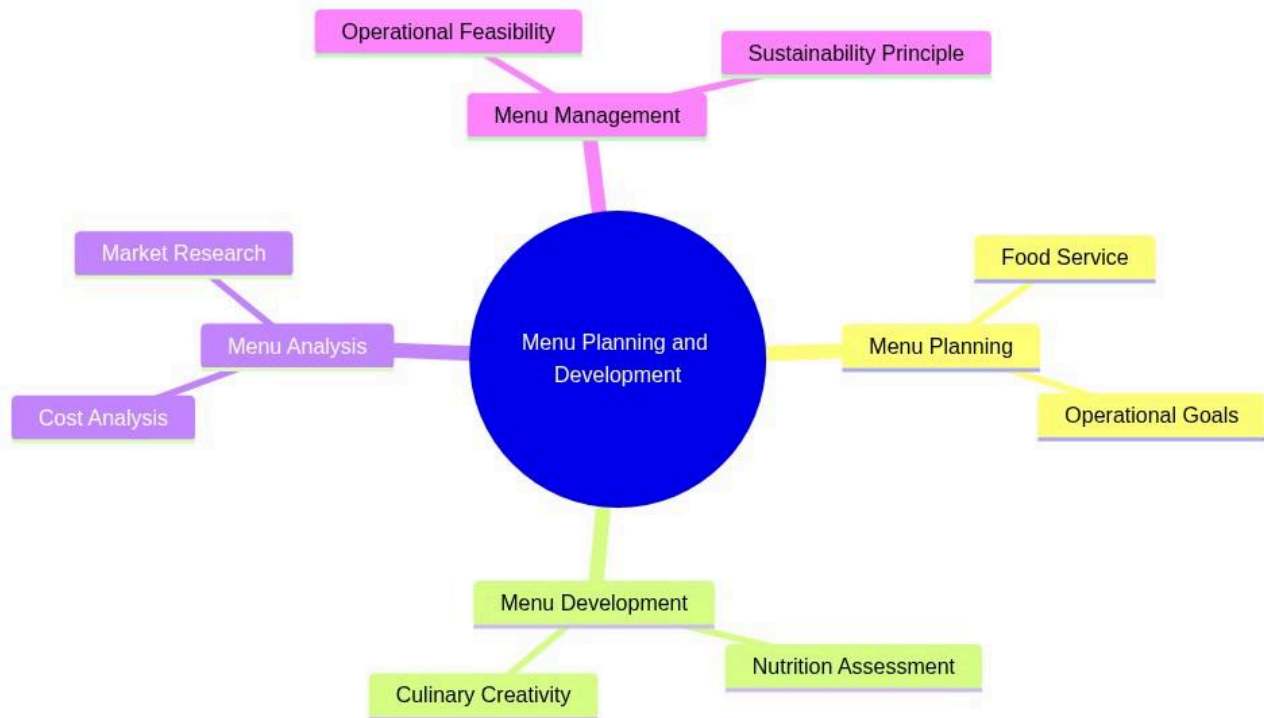 Operational Feasibility
Sustainability Principle
Menu Management
Market Research
Food Service
Menu Analysis
Menu Planning and
Development
Menu Planning
Cost Analysis
Operational Goals
Menu Development
Nutrition Assessment
Culinary Creativity